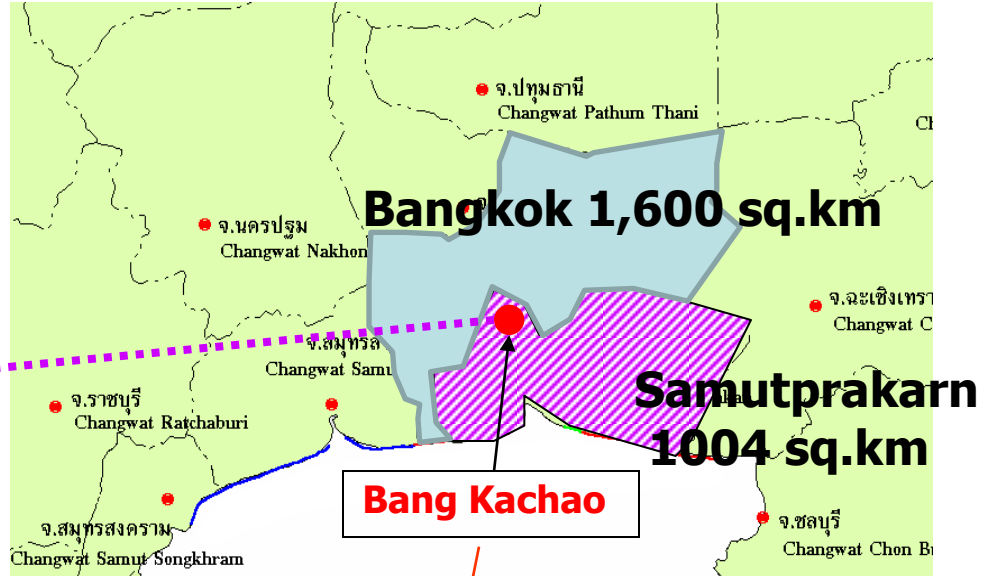 จ.ปทุมธานี
Changwat Pathum Thani
Ch
Bangkok 1,600 sq.km
จ.นครปฐม
Changwat Nakhon
จ.ฉะเชิงเทรา
Changwat C
จ.สมุทรส
Changwat Samu
Samutprakarn
1004 sq.km
จ.ราชบุรี
Changwat Ratchaburi
Bang Kachao
จ.สมุทรสงคราม
Changwat Samut Songkhram
จ.ชลบุรี
Changwat Chon Bu